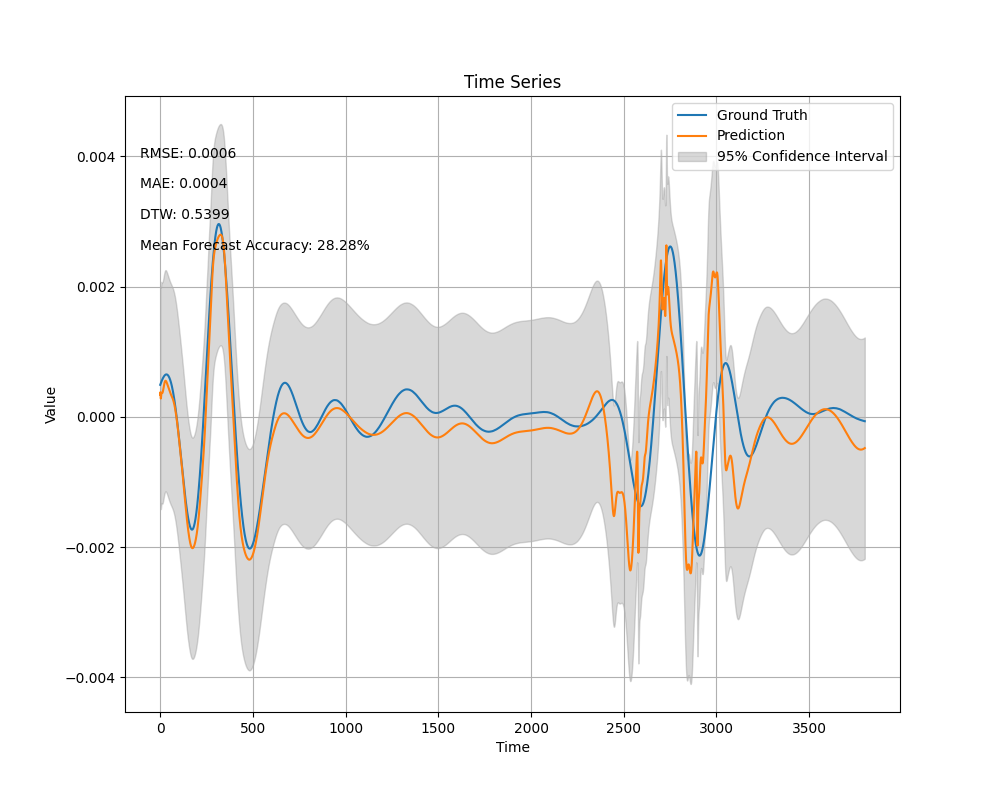 Time Series
Ground Truth
Prediction
95% Confidence Interval
RMSE: 0.0006
MAE: 0.0004
DTW: 0.5399
Mean Forecast Accuracy: 28.28%
0.004
0.002
0.000
−0.002
−0.004
Value
0 500 1000 1500 2000 2500 3000 3500
Time